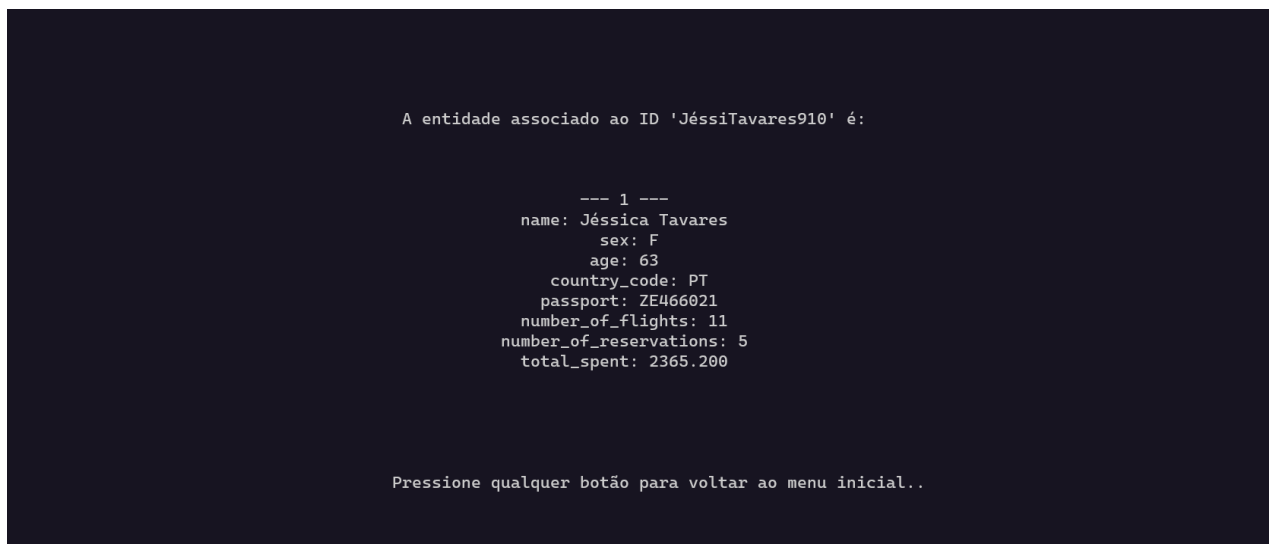 A entidade associado ao ID 'JéssiTavares910' é:
--- 1 ---
name: Jéssica Tavares
sex: F
age: 63
country_code: PT
passport: ZE466021
number_of_flights: 11
number_of_reservations: 5
total_spent: 2365.200
Pressione qualquer botão para voltar ao menu inicial..